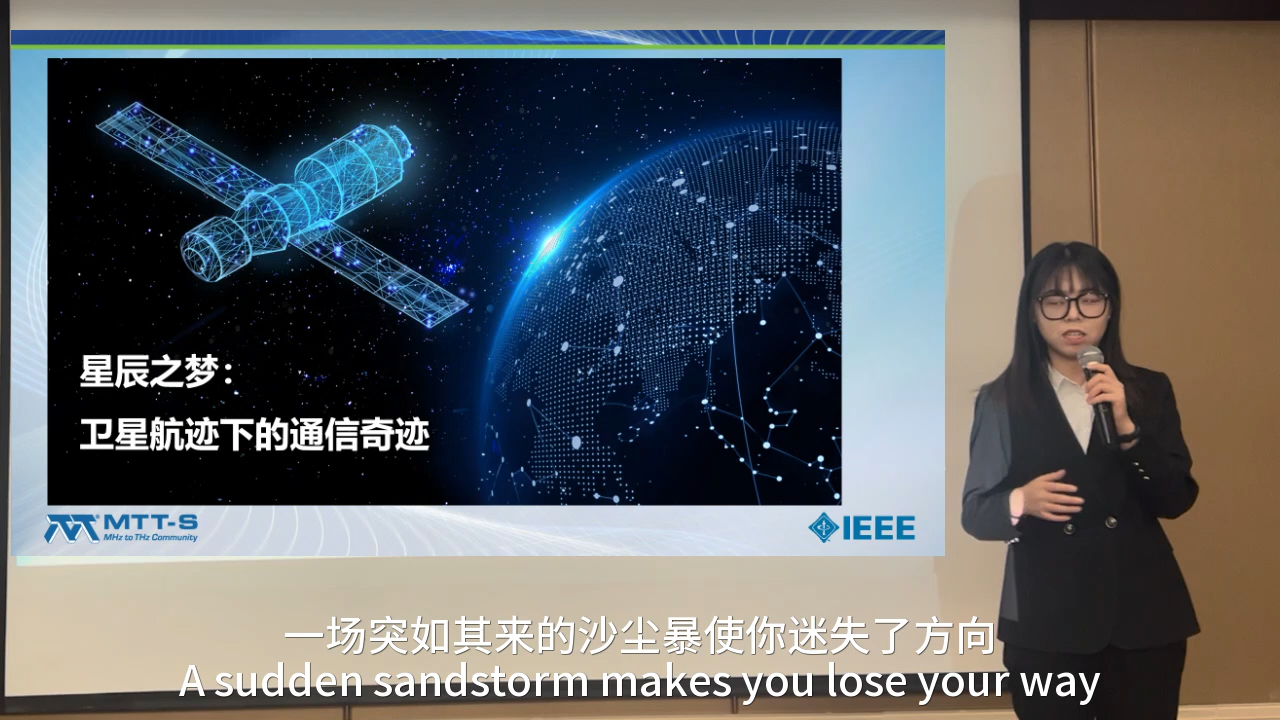 星辰之梦：
卫星航迹下的通信奇迹
MTT-S
MHz to THz Community
IEEE
一场突如其来的沙尘暴使你迷失了方向
A sudden sandstorm makes you lose your way